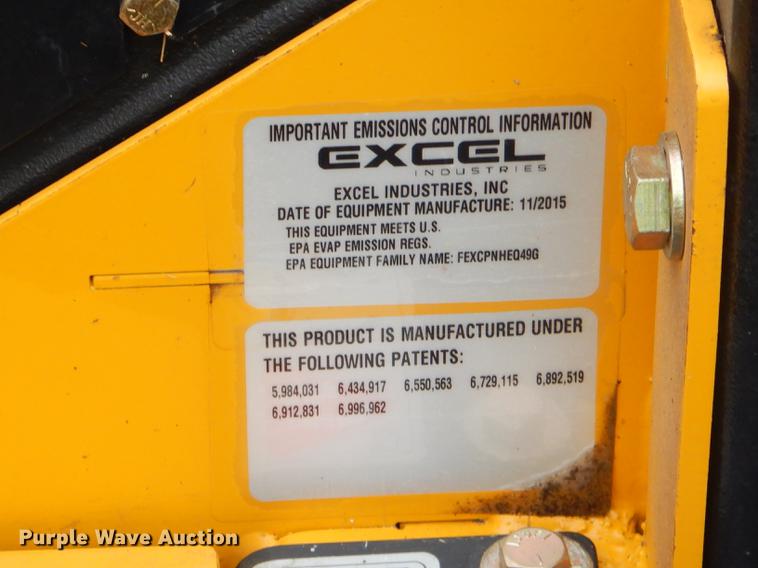 IMPORTANT EMISSIONS CONTROL INFORMATION
EXCEL
INDUSTRIES
EXCEL INDUSTRIES, INC
DATE OF EQUIPMENT MANUFACTURE: 11/2015
THIS EQUIPMENT MEETS U.S.
EPA EVAP EMISSION REGS.
EPA EQUIPMENT FAMILY NAME: FEXCPNHEQ49G
THIS PRODUCT IS MANUFACTURED UNDER
THE FOLLOWING PATENTS:
5,984,031 6,434,917 6,550,563 6,729,115 6,892,519
6,912,831 6,996,962
Purple Wave Auction